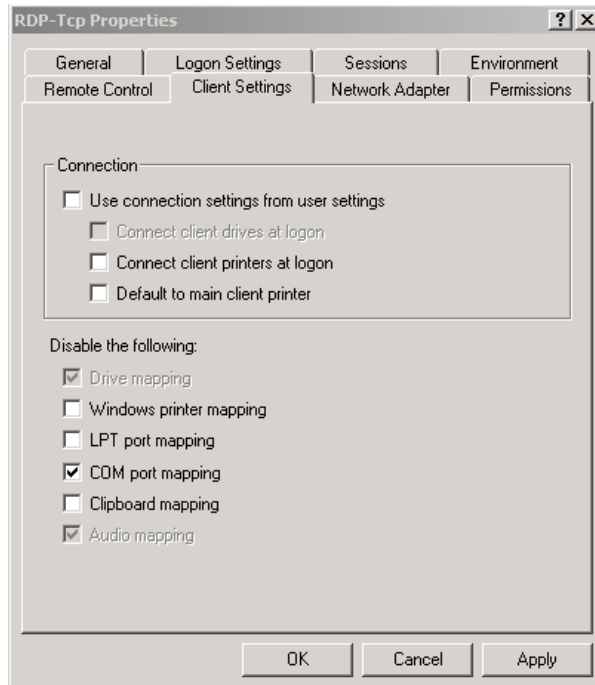 RDP-Tcp Properties
General Logon Settings Sessions Environment
Remote Control Client Settings Network Adapter Permissions
Connection
Use connection settings from user settings
Connect client drives at logon
Connect client printers at logon
Default to main client printer
Disable the following:
Drive mapping
Windows printer mapping
LPT port mapping
COM port mapping
Clipboard mapping
Audio mapping
OK Cancel Apply